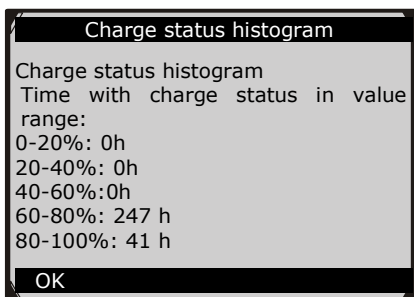 Charge status histogram
Charge status histogram
Time with charge status in value
range:
0-20%: 0h
20-40%: 0h
40-60%:0h
60-80%: 247 h
80-100%: 41 h
OK